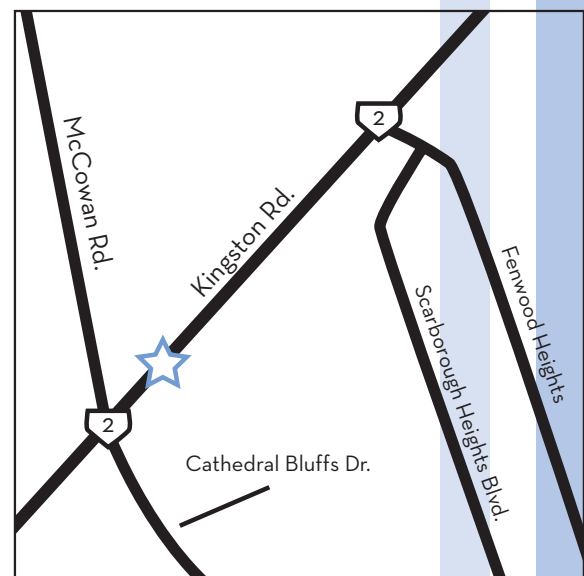 2
McCowan Rd.
Kingston Rd.
Fenwood Heights
Scarborough Heights Blvd.
2
Cathedral Bluffs Dr.